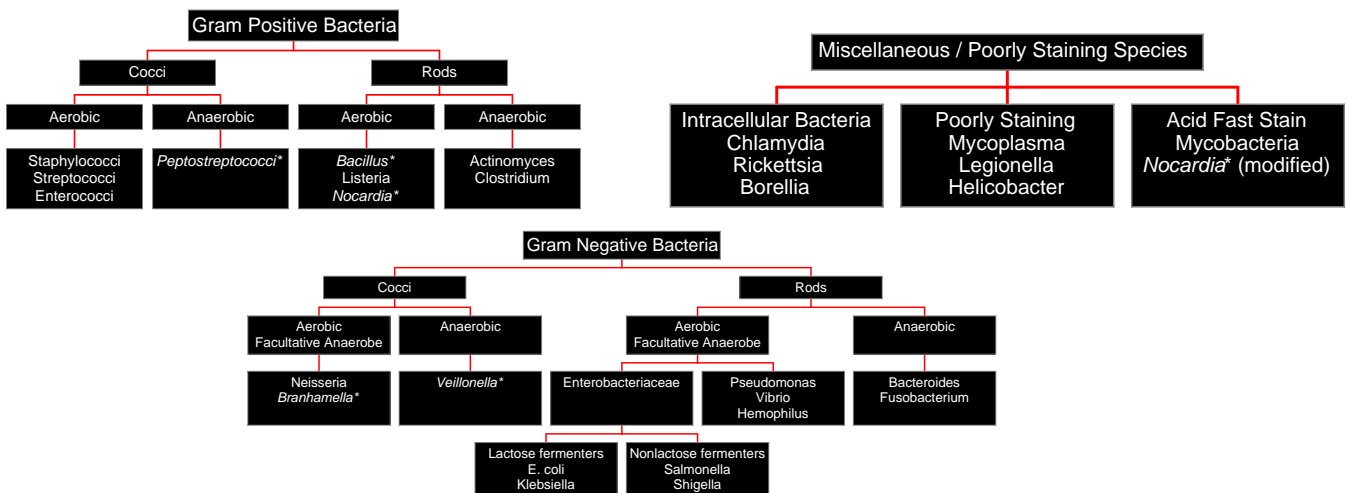 Gram Positive Bacteria
Cocci
Rods
Aerobic
Anaerobic
Aerobic
Anaerobic
Staphylococci
Streptococci
Enterococci
Peptostreptococci*
Bacillus*
Listeria
Nocardia*
Actinomyces
Clostridium
Miscellaneous / Poorly Staining Species
Intracellular Bacteria
Chlamydia
Rickettsia
Borellia
Poorly Staining
Mycoplasma
Legionella
Helicobacter
Acid Fast Stain
Mycobacteria
Nocardia* (modified)
Gram Negative Bacteria
Cocci
Rods
Aerobic
Facultative Anaerobe
Anaerobic
Aerobic
Facultative Anaerobe
Anaerobic
Neisseria
Branhamella*
Veillonella*
Enterobacteriaceae
Pseudomonas
Vibrio
Hemophilus
Bacteroides
Fusobacterium
Lactose fermenters
E. coli
Klebsiella
Nonlactose fermenters
Salmonella
Shigella